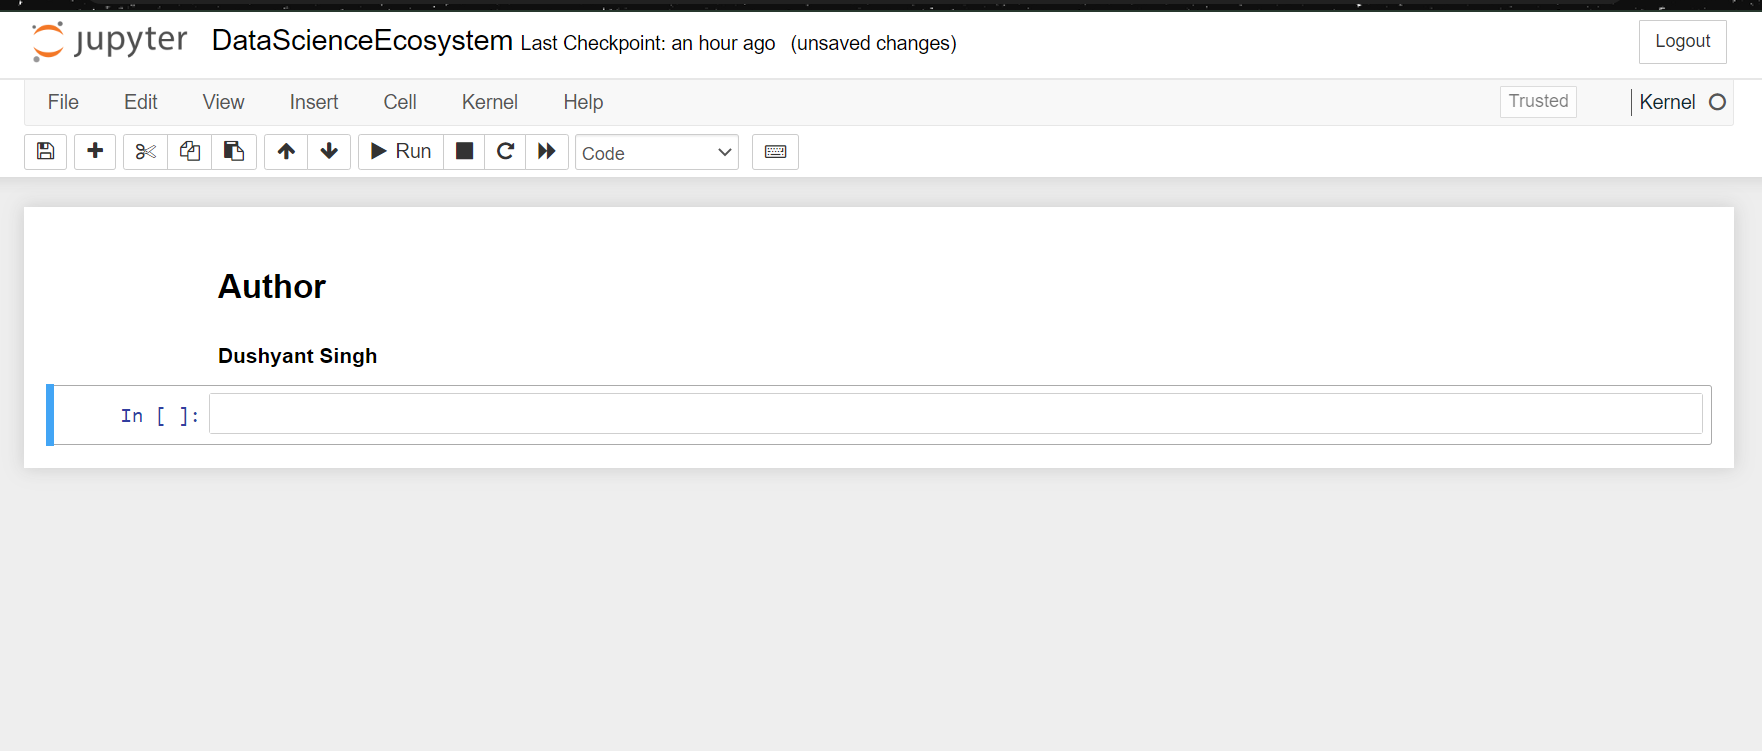 jupyter DataScienceEcosystem Last Checkpoint: an hour ago (unsaved changes) Logout
File Edit View Insert Cell Kernel Help Trusted Kernel
Run Code
Author
Dushyant Singh
In [ ]: